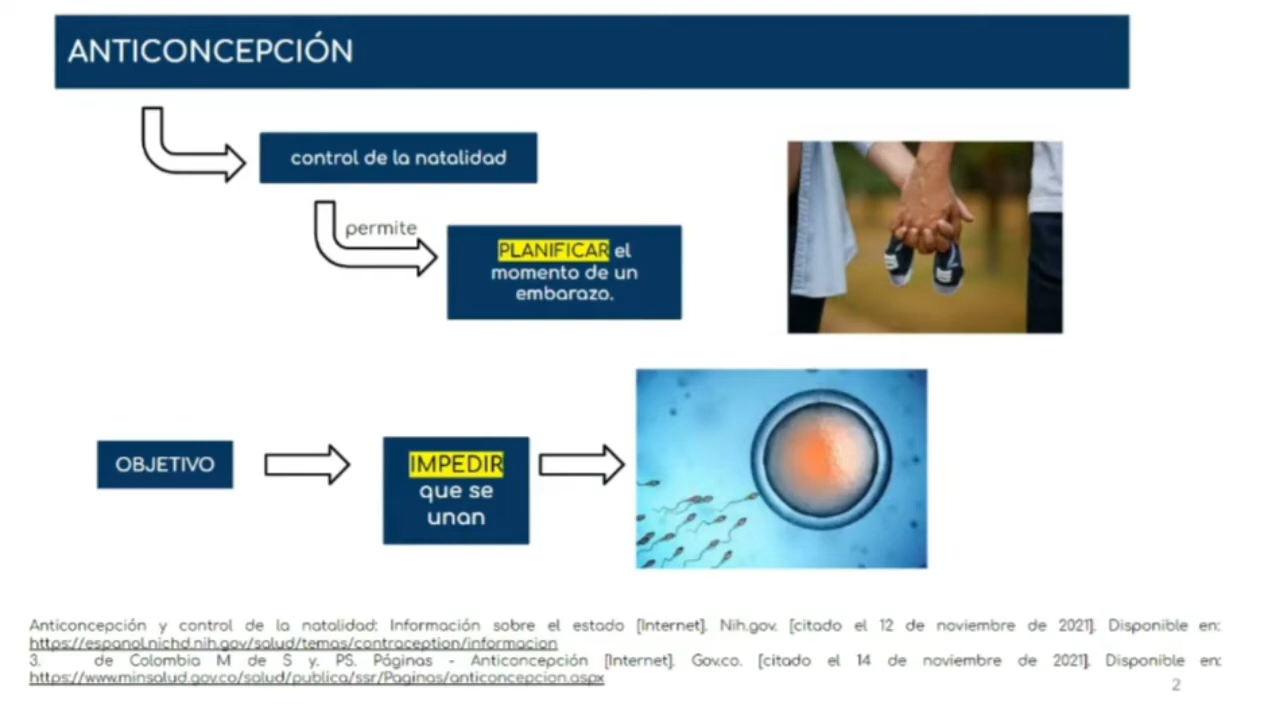 ANTICONCEPCIÓN
control de la natalidad
permite
PLANIFICAR el
momento de un
embarazo.
OBJETIVO
IMPEDIR
que se
unan
Anticoncepción y control de la natalidad: Información sobre el estado [Internet]. Nih.gov. [citado el 12 de noviembre de 2021]. Disponible en:
https://espanol.nichd.nih.gov/salud/temas/contraception/informacion
3. de Colombia M de S y. PS. Páginas - Anticoncepción [Internet]. Gov.co. [citado el 14 de noviembre de 2021]. Disponible en:
https://www.minsalud.gov.co/salud/publica/ssr/Paginas/anticoncepcion.aspx
2